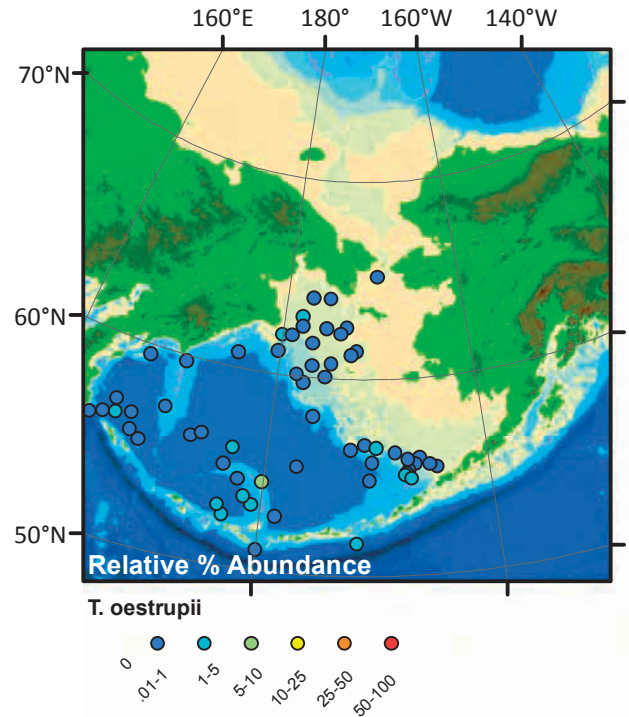 160°E 180° 160°W 140°W
70°N
60°N
50°N
Relative % Abundance
T. oestrupii
0 .01-1 1-5 5-10 10-25 25-50 50-100